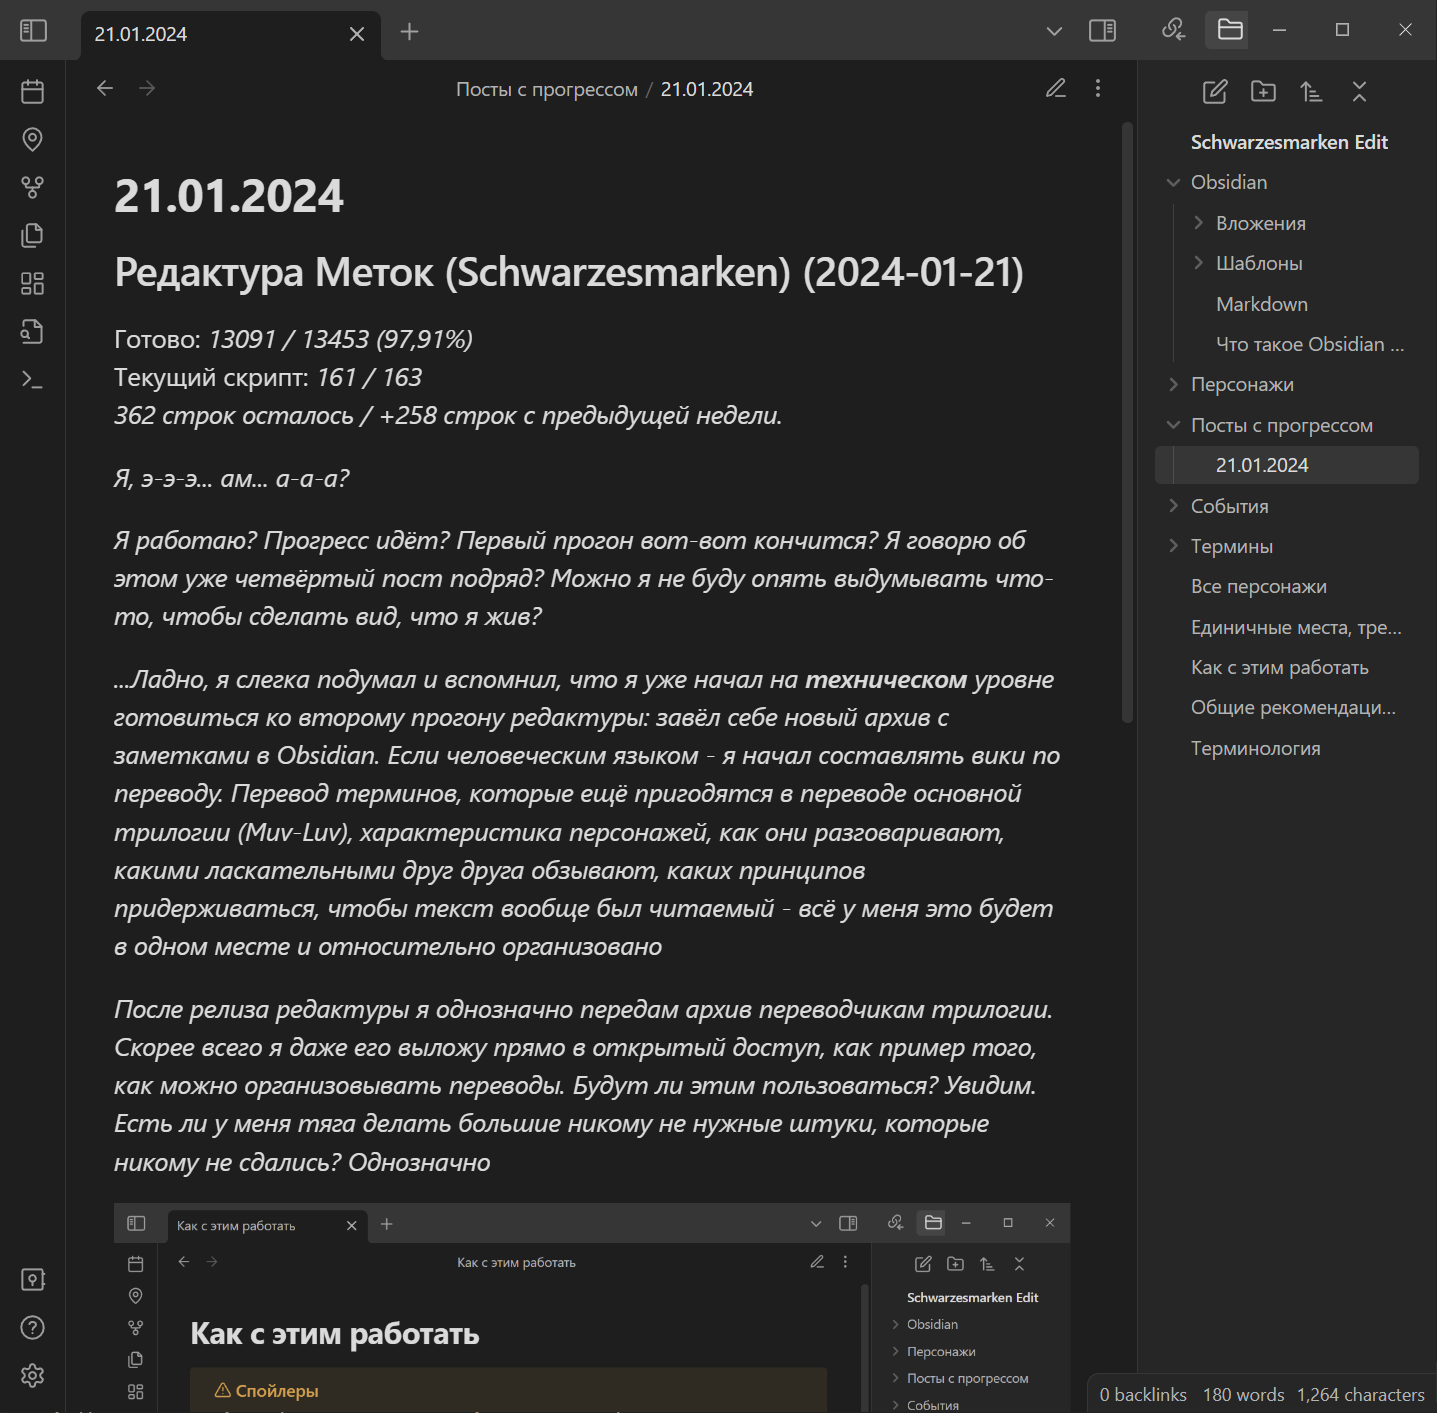 21.01.2024
Посты с прогрессом / 21.01.2024
21.01.2024
Редактура Меток (Schwarzesmarken) (2024-01-21)
Готово: 13091 / 13453 (97,91%)
Текущий скрипт: 161 / 163
362 строк осталось / +258 строк с предыдущей недели.
Я, э-э-э... ам... а-а-а?
Я работаю? Прогресс идёт? Первый прогон вот-вот кончится? Я говорю об
этом уже четвёртый пост подряд? Можно я не буду опять выдумывать что-
то, чтобы сделать вид, что я жив?
...Ладно, я слегка подумал и вспомнил, что я уже начал на техническом уровне
готовиться ко второму прогону редактуры: завёл себе новый архив с
заметками в Obsidian. Если человеческим языком - я начал составлять вики по
переводу. Перевод терминов, которые ещё пригодятся в переводе основной
трилогии (Muv-Luv), характеристика персонажей, как они разговаривают,
какими ласкательными друг друга обзывают, каких принципов
придерживаться, чтобы текст вообще был читаемый - всё у меня это будет
в одном месте и относительно организовано
После релиза редактуры я однозначно передам архив переводчикам трилогии.
Скорее всего я даже его выложу прямо в открытый доступ, как пример того,
как можно организовывать переводы. Будут ли этим пользоваться? Увидим.
Есть ли у меня тяга делать большие никому не нужные штуки, которые
никому не сдались? Однозначно
Как с этим работать
Как с этим работать
Как с этим работать
Спойлеры
Schwarzesmarken Edit
Obsidian
Персонажи
Посты с прогрессом
События
Schwarzesmarken Edit
Obsidian
Вложения
Шаблоны
Markdown
Что такое Obsidian ...
Персонажи
Посты с прогрессом
21.01.2024
События
Термины
Все персонажи
Единичные места, тре...
Как с этим работать
Общие рекомендаци...
Терминология
0 backlinks 180 words 1,264 characters